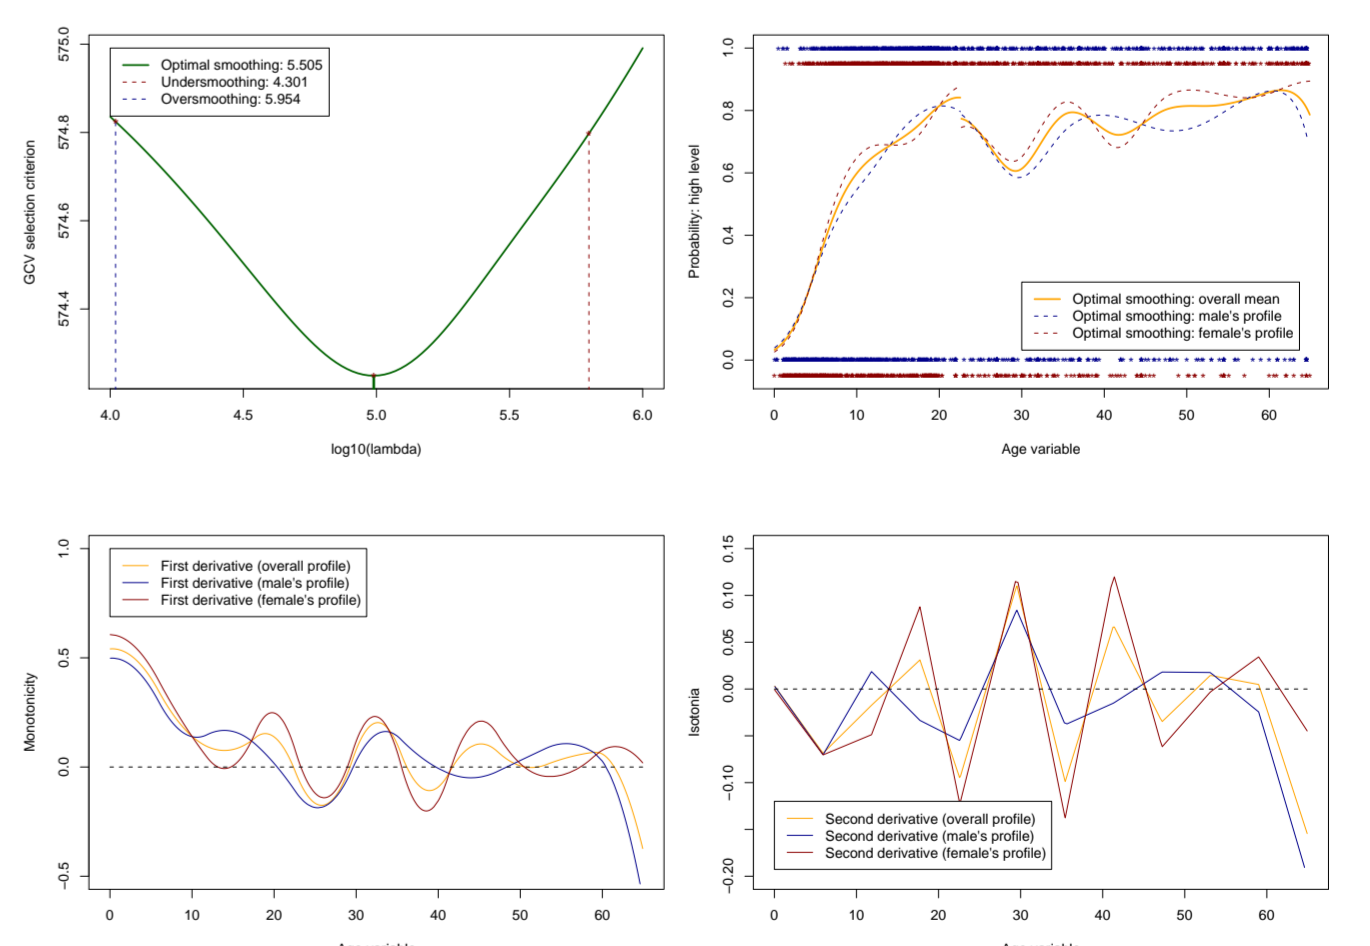 Optimal smoothing: 5.505
Undersmoothing: 4.301
Oversmoothing: 5.954
GCV selection criterion
574.4 574.6 574.8 575.0
4.0 4.5 5.0 5.5 6.0
log10(lambda)
Optimal smoothing: overall mean
Optimal smoothing: male's profile
Optimal smoothing: female's profile
Probability: high level
0.0 0.2 0.4 0.6 0.8 1.0
0 10 20 30 40 50 60
Age variable
First derivative (overall profile)
First derivative (male's profile)
First derivative (female's profile)
Monotonicity
−0.5 0.0 0.5 1.0
0 10 20 30 40 50 60
Age variable
Second derivative (overall profile)
Second derivative (male's profile)
Second derivative (female's profile)
Isotonia
−0.20 −0.10 0.00 0.05 0.10 0.15
0 10 20 30 40 50 60
Age variable